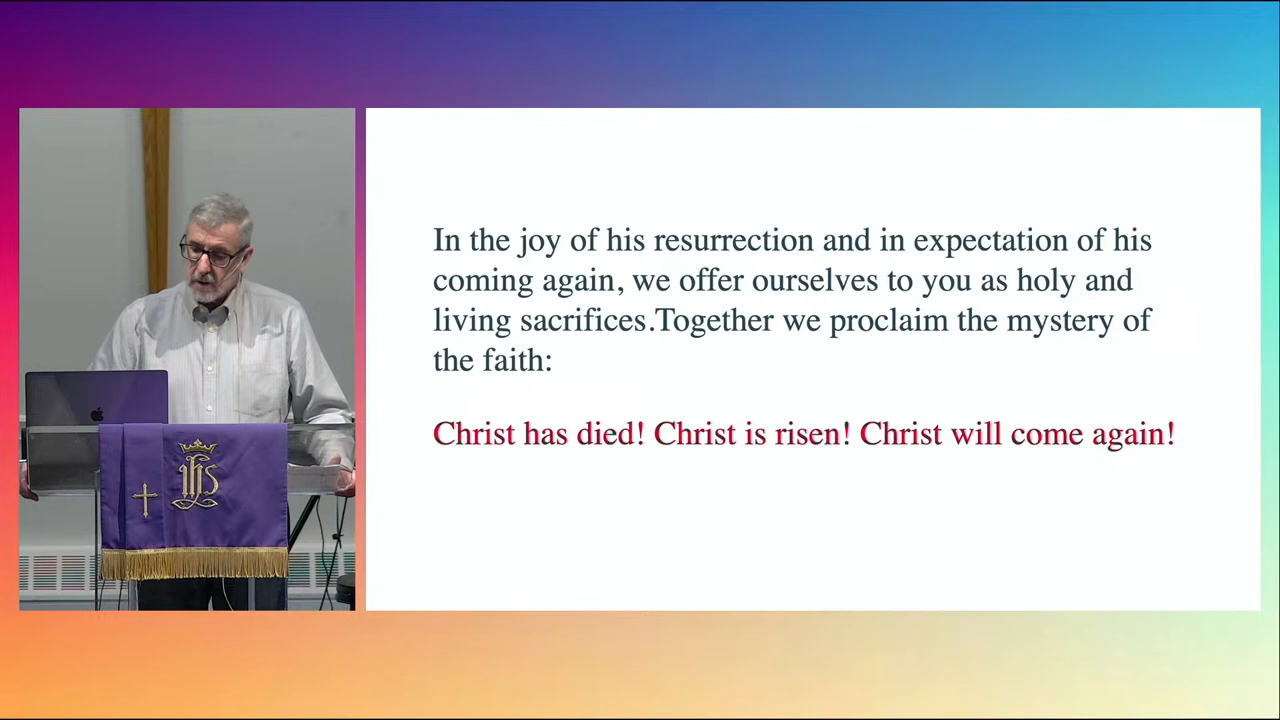 In the joy of his resurrection and in expectation of his
coming again, we offer ourselves to you as holy and
living sacrifices.Together we proclaim the mystery of
the faith:
Christ has died! Christ is risen! Christ will come again!
IHS